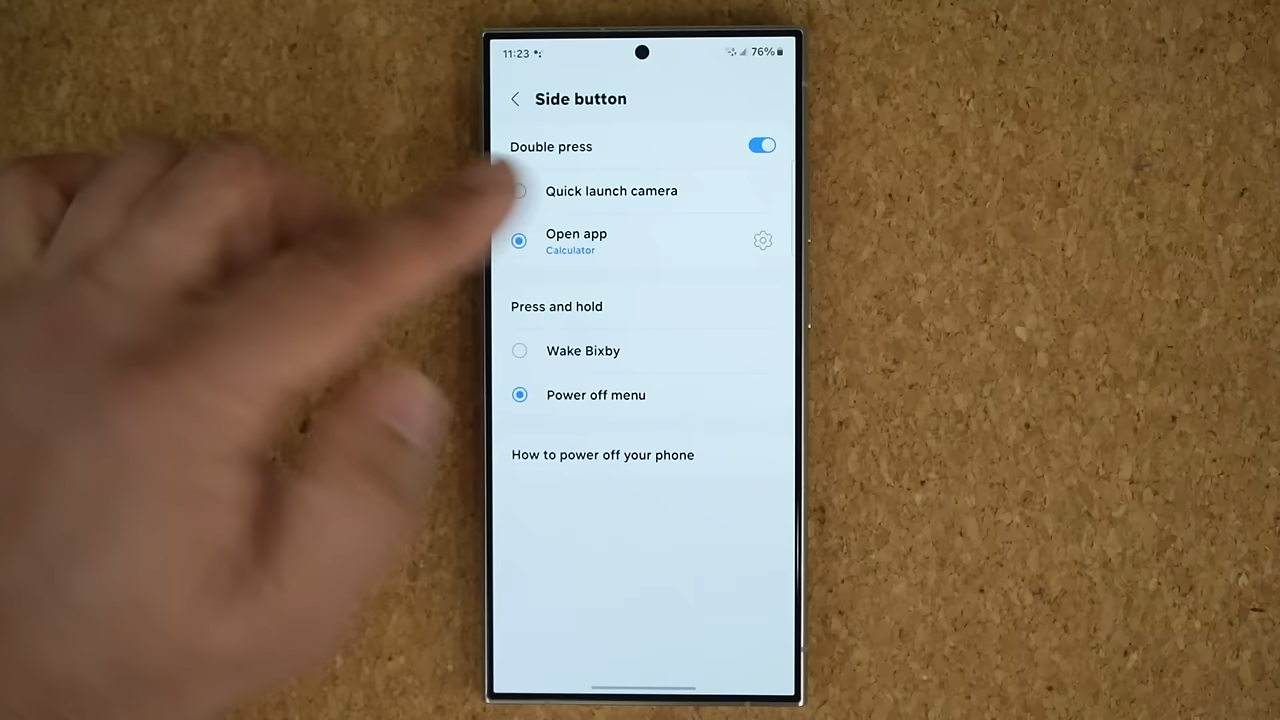 11:23
76%
Side button
Double press
Quick launch camera
Open app
Calculator
Press and hold
Wake Bixby
Power off menu
How to power off your phone